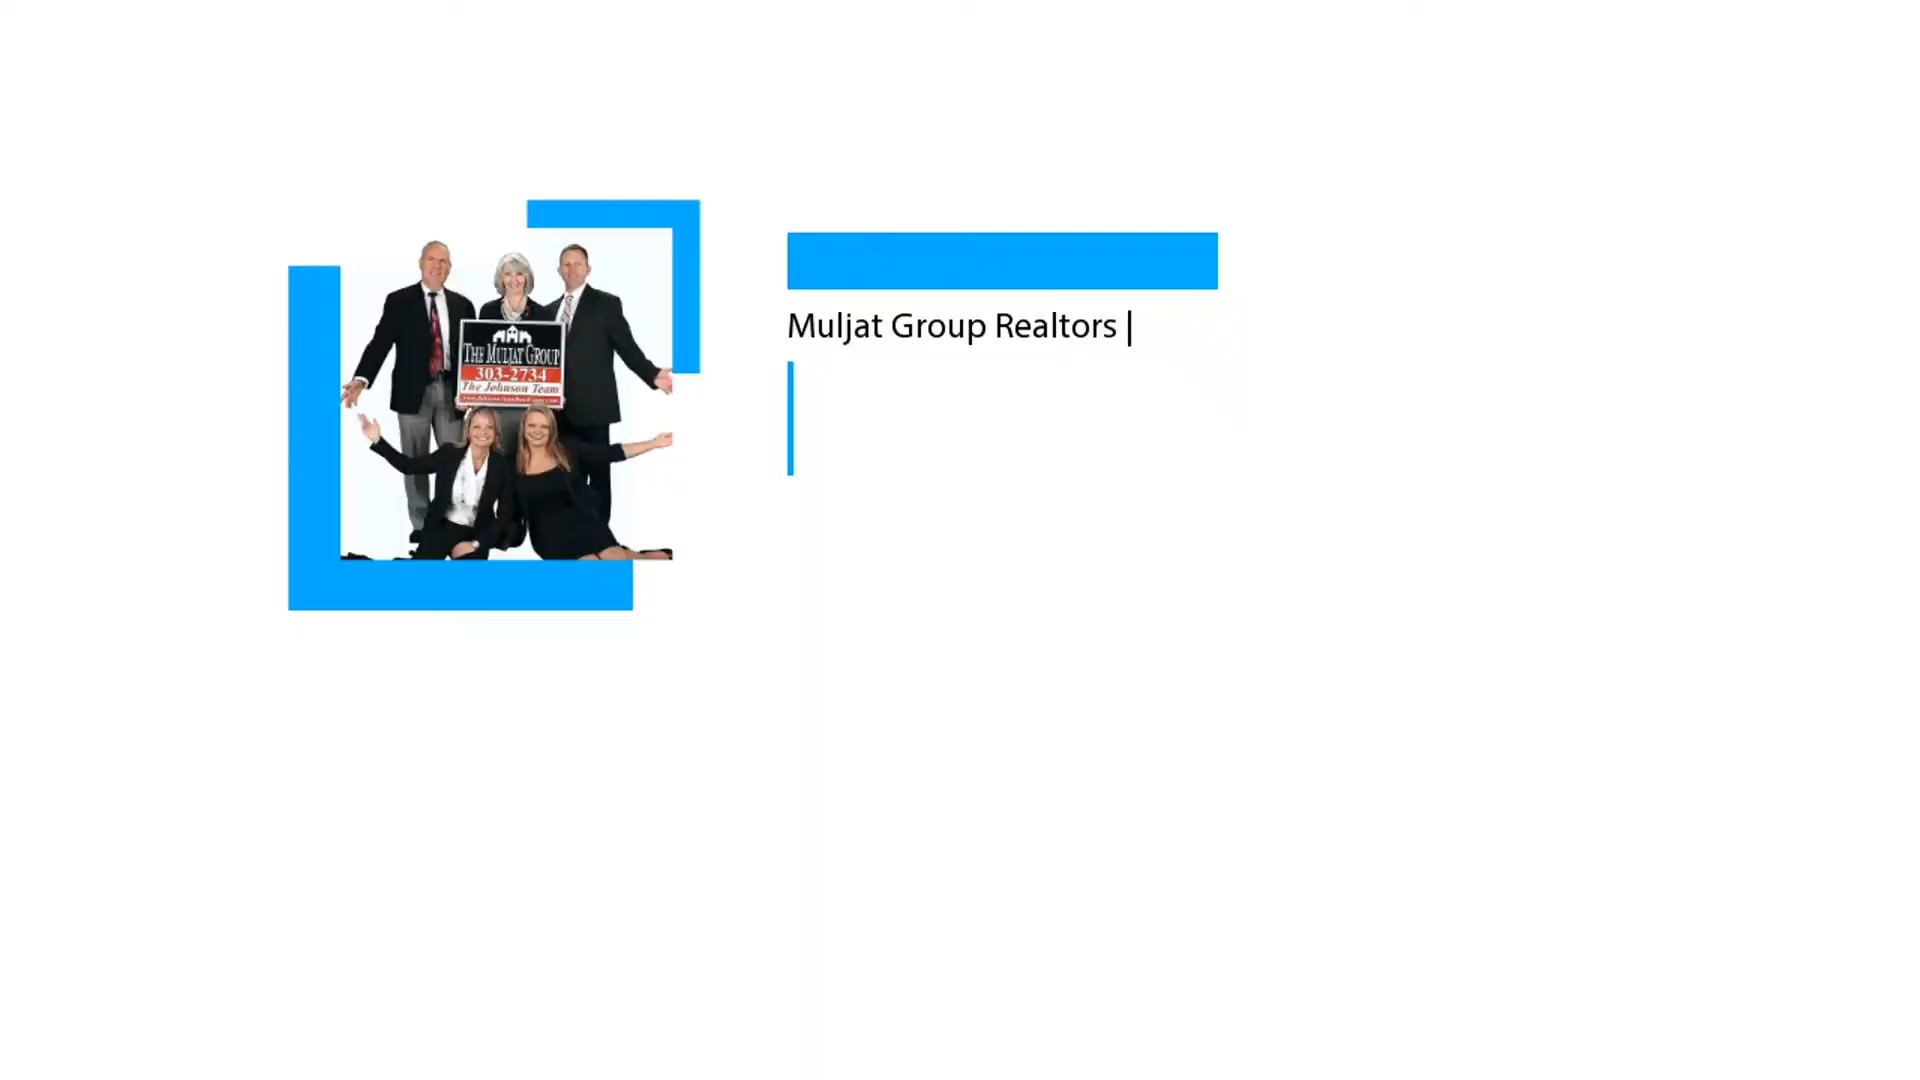 THE MULJAT GROUP
303-2734
The Johnson Team
Muljat Group Realtors |